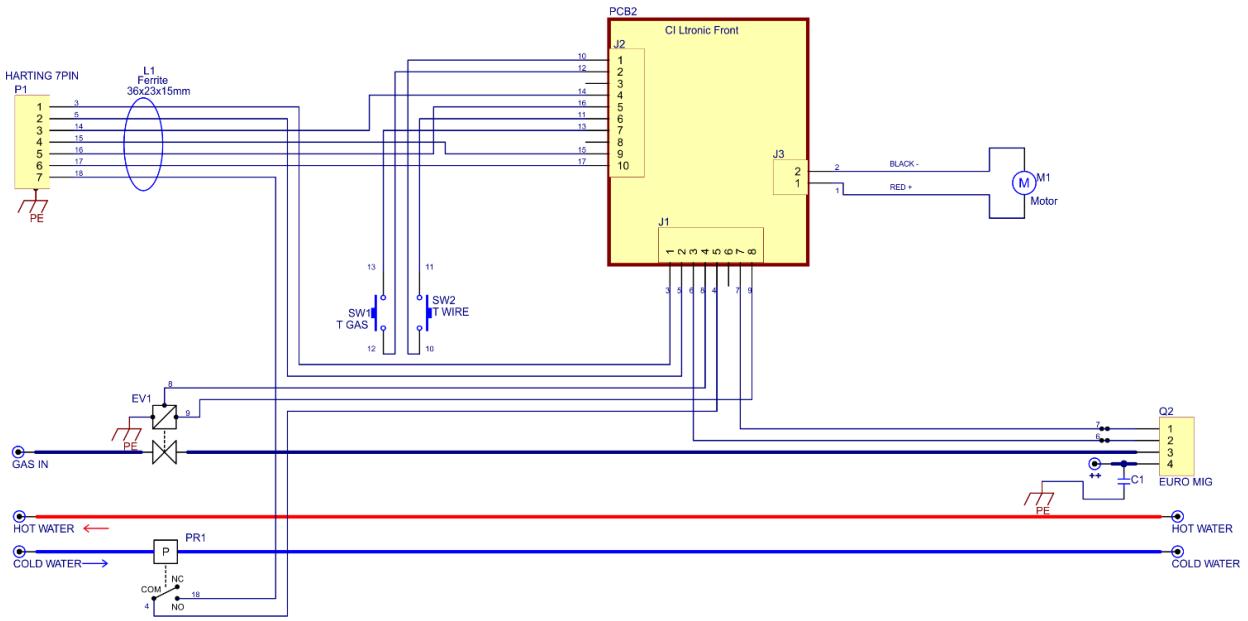 PCB2
CI Ltronic Front
J2
10 1
12 2
3
14 4
16 5
11 6
13 7
8
15 9
17 10
HARTING 7PIN
P1
L1
Ferrite
36x23x15mm
1 3
2 5
3 14
4 15
5 16
6 17
7 18
PE
J3
2 2 BLACK -
1 1 RED +
M M1
Motor
J1
1 2 3 4 5 6 7 8
3 5 6 8 4 7 9
13 11
SW1
T GAS
SW2
T WIRE
12 10
EV1
8
9
PE
GAS IN
Q2
7 1
6 2
3
4
++
C1
EURO MIG
PE
HOT WATER
HOT WATER
PR1
P
COLD WATER
COLD WATER
NC
COM
18
4
NO